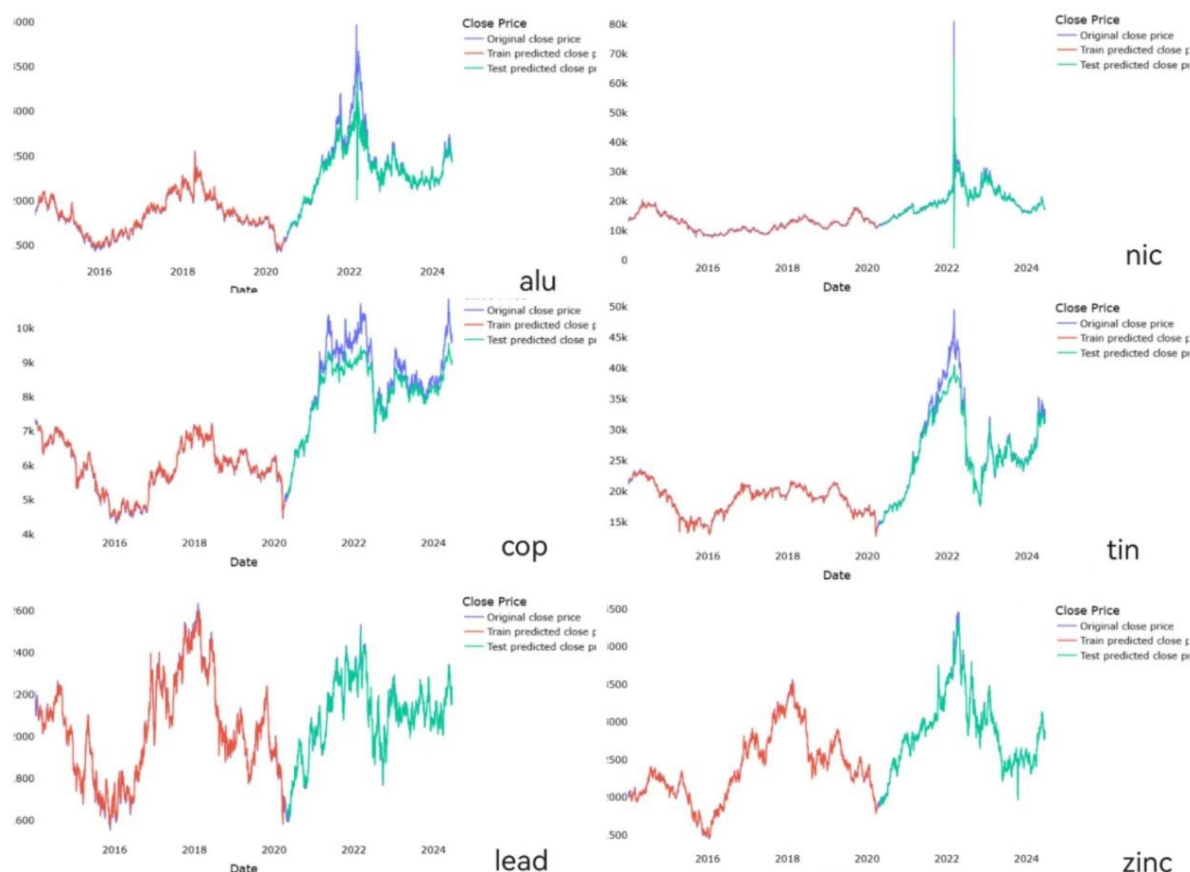 Close Price
Original close price
Train predicted close p
Test predicted close pi
2016
2018
2020
2022
2024
Date
alu
Close Price
Original close price
Train predicted close p
Test predicted close pi
80k
70k
60k
50k
40k
30k
20k
10k
0
2016
2018
2020
2022
2024
Date
nic
Original close price
Train predicted close p
Test predicted close pi
10k
9k
8k
7k
6k
5k
4k
2016
2018
2020
2022
2024
Date
cop
Close Price
Original close price
Train predicted close p
Test predicted close pi
50k
45k
40k
35k
30k
25k
20k
15k
2016
2018
2020
2022
2024
Date
tin
Close Price
Original close price
Train predicted close p
Test predicted close pi
2016
2018
2020
2022
2024
Date
lead
Close Price
Original close price
Train predicted close p
Test predicted close pi
2016
2018
2020
2022
2024
zinc